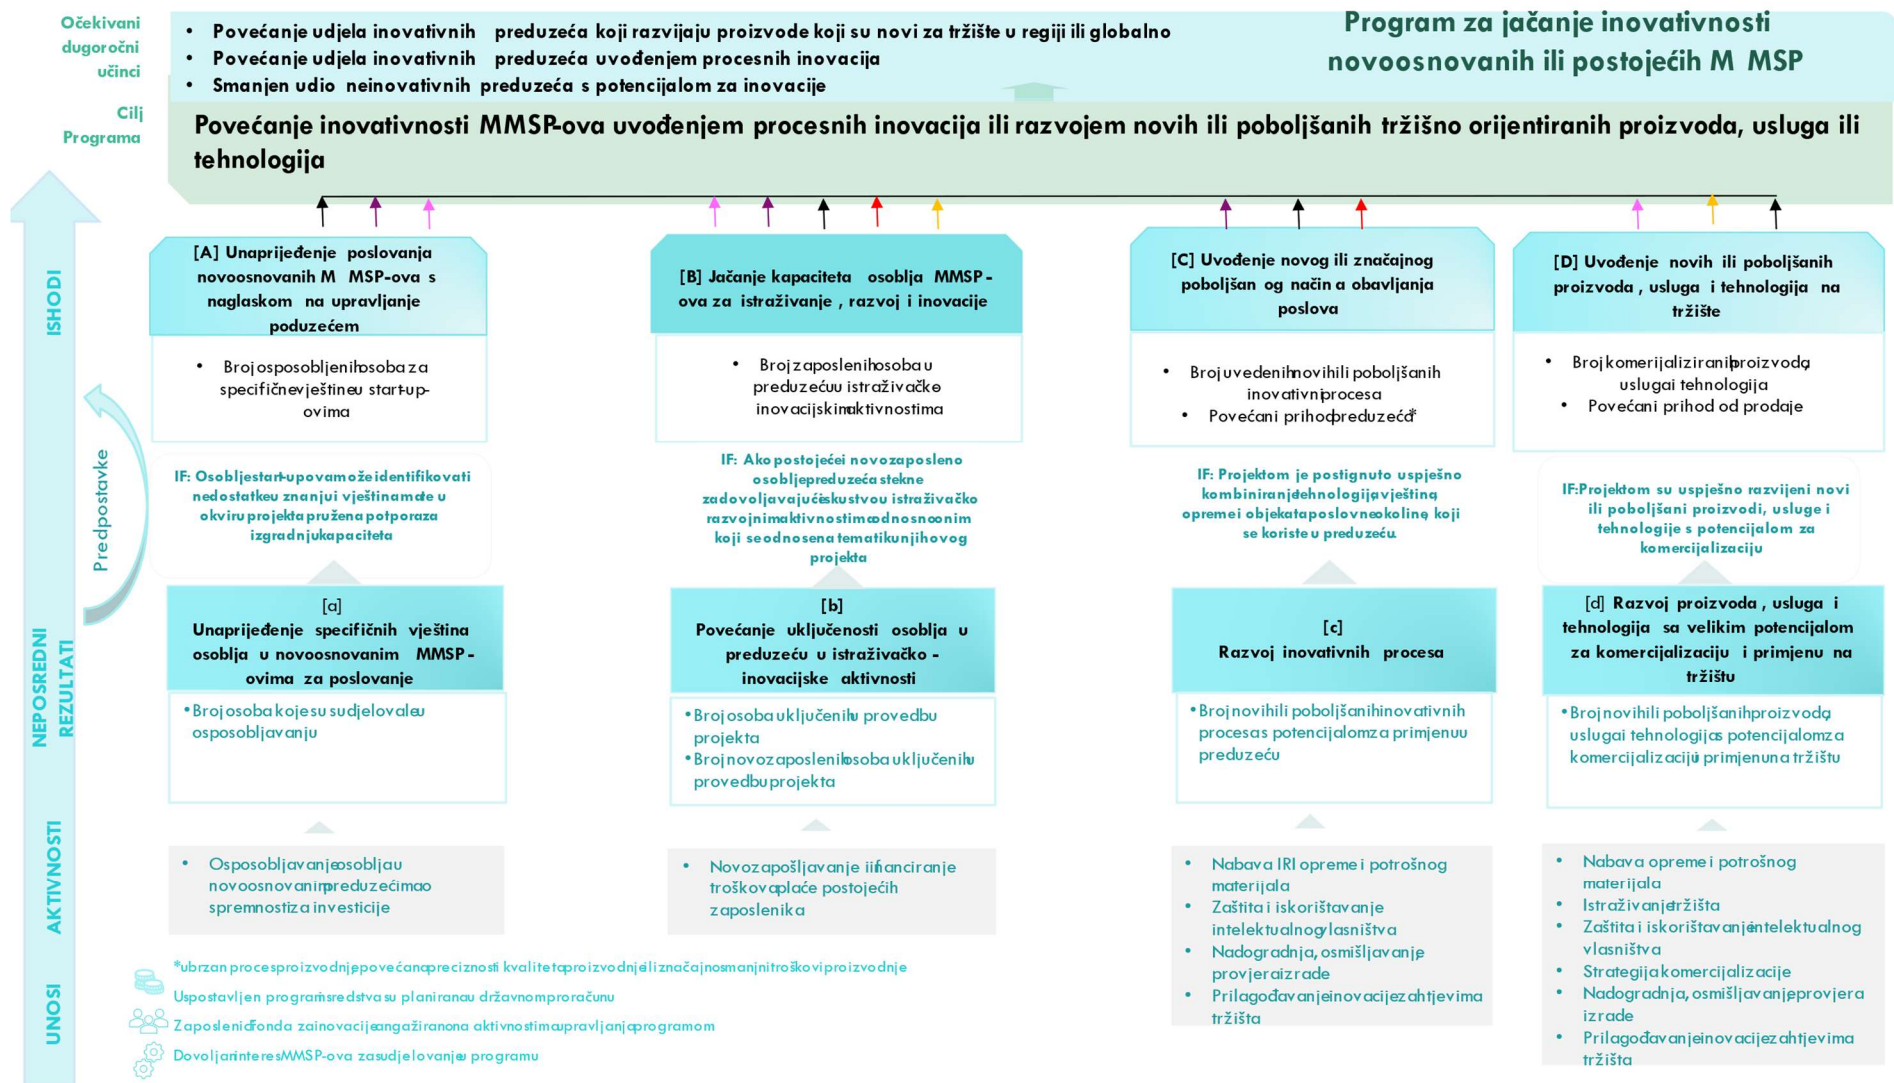 Očekivani
dugoročni
učinci
• Povećanje udjela inovativnih preduzeća koji razvijaju proizvode koji su novi za tržište u regiji ili globalno
• Povećanje udjela inovativnih preduzeća uvođenjem procesnih inovacija
• Smanjen udio neinovativnih preduzeća s potencijalom za inovacije
Program za jačanje inovativnosti
novoosnovanih ili postojećih M MSP
Cilj
Programa
Povećanje inovativnosti MMSP-ova uvođenjem procesnih inovacija ili razvojem novih ili poboljšanih tržišno orijentiranih proizvoda, usluga ili
tehnologija
ISHODI
[A] Unaprijeđenje poslovanja
novoosnovanih M MSP-ova s
naglaskom na upravljanje
poduzećem
• Broj osposobljenih osoba za
specifične vještine u start-up-
ovima
[B] Jačanje kapaciteta osoblja MMSP-
ova za istraživanje , razvoj i inovacije
• Broj zaposlenih osoba u
preduzeću u istraživačko
inovacijskim aktivnostima
[C] Uvođenje novog ili značajnog
poboljšan og način a obavljanja
poslova
• Broj uvedenih novih ili poboljšanih
inovativni procesa
• Povećani prihod preduzeća*
[D] Uvođenje novih ili poboljšanih
proizvoda , usluga i tehnologija na
tržište
• Broj komerijaliziranih proizvoda,
usluga i tehnologija
• Povećani prihod od prodaje
Predpostavke
IF: Osoblje start-upova može identifikovati
nedostatke u znanju i vještinama te u
okviru projekta pružena potpora za
izgradnju kapaciteta
IF: Ako postojeće i novozaposleno
osoblje preduzeća stekne
zadovoljavajuće iskustvo u istraživačko
razvojnim aktivnostima odnosno onim
koji se odnose na tematiku njihovog
projekta
IF: Projektom je postignuto uspješno
kombiniranje tehnologija, vještina,
opreme i objekata poslovne okoline, koji
se koriste u preduzeću.
IF:Projektom su uspješno razvijeni novi
ili poboljšani proizvodi, usluge i
tehnologije s potencijalom za
komercijalizaciju
NEPOSREDNI
REZULTATI
[a]
Unaprijeđenje specifičnih vještina
osoblja u novoosnovanim MMSP-
ovima za poslovanje
• Broj osoba koje su sudjelovale u
osposobljavanju
[b]
Povećanje uključenosti osoblja u
preduzeću u istraživačko -
inovacijske aktivnosti
• Broj osoba uključenih u provedbu
projekta
• Broj novozaposlenih osoba uključenih u
provedbu projekta
[c]
Razvoj inovativnih procesa
• Broj novih ili poboljšanih inovativnih
procesa s potencijalom za primjenu u
preduzeću
[d] Razvoj proizvoda , usluga i
tehnologija sa velikim potencijalom
za komercijalizaciju i primjenu na
tržištu
• Broj novih ili poboljšanih proizvoda,
usluga i tehnologija s potencijalom za
komercijalizaciju i primjenu na tržištu
AKTIVNOSTI
• Osposobljavanje osoblja u
novoosnovanim preduzećima o
spremnosti za investicije
• Novozapošljavanje i financiranje
troškova plaće postojećih
zaposlenika
• Nabava IRI opreme i potrošnog
materijala
• Zaštita i iskorištavanje
intelektualnog vlasništva
• Nadogradnja, osmišljavanje,
provjera izrade
• Prilagođavanje inovacije zahtjevima
tržišta
• Nabava opreme i potrošnog
materijala
• Istraživanje tržišta
• Zaštita i iskorištavanje intelektualnog
vlasništva
• Strategija komercijalizacije
• Nadogradnja, osmišljavanje, provjera
izrade
• Prilagođavanje inovacije zahtjevima
tržišta
UNOSI
*ubrzan proces proizvodnje, povećana preciznost i kvaliteta proizvodnje ili značajno smanjni troškovi proizvodnje
Uspostavljen program i sredstva su planirana u državnom proračunu
Zaposlenici Fonda za inovacije angažirano na aktivnostima upravljanja programom
Dovoljan interes MMSP-ova za sudjelovanje u programu